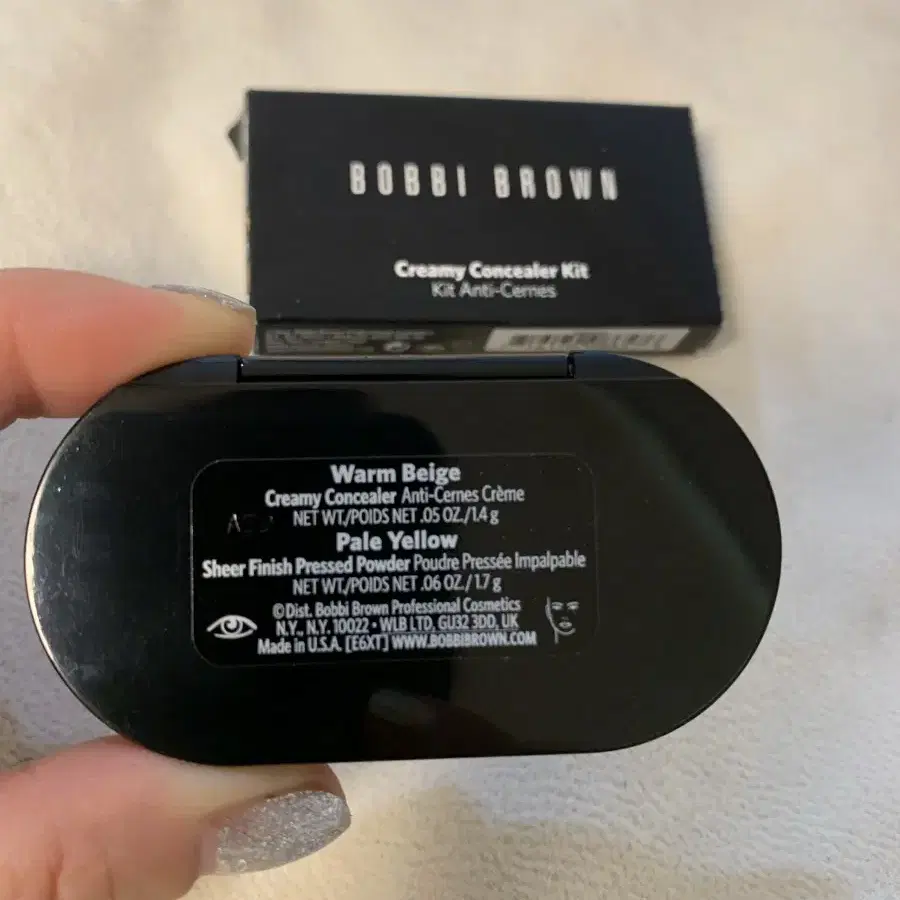 BOBBI BROWN
Creamy Concealer Kit
Kit Anti-Cernes
Warm Beige
Creamy Concealer Anti-Cernes Crème
NET WT./POIDS NET .05 OZ./1.4 g
Pale Yellow
Sheer Finish Pressed Powder Poudre Pressée Impalpable
NET WT./POIDS NET .06 OZ./1.7 g
©Dist. Bobbi Brown Professional Cosmetics
N.Y., N.Y. 10022 • WLB LTD, GU32 3DD, UK
Made in U.S.A. [E6XT] WWW.BOBBIBROWN.COM